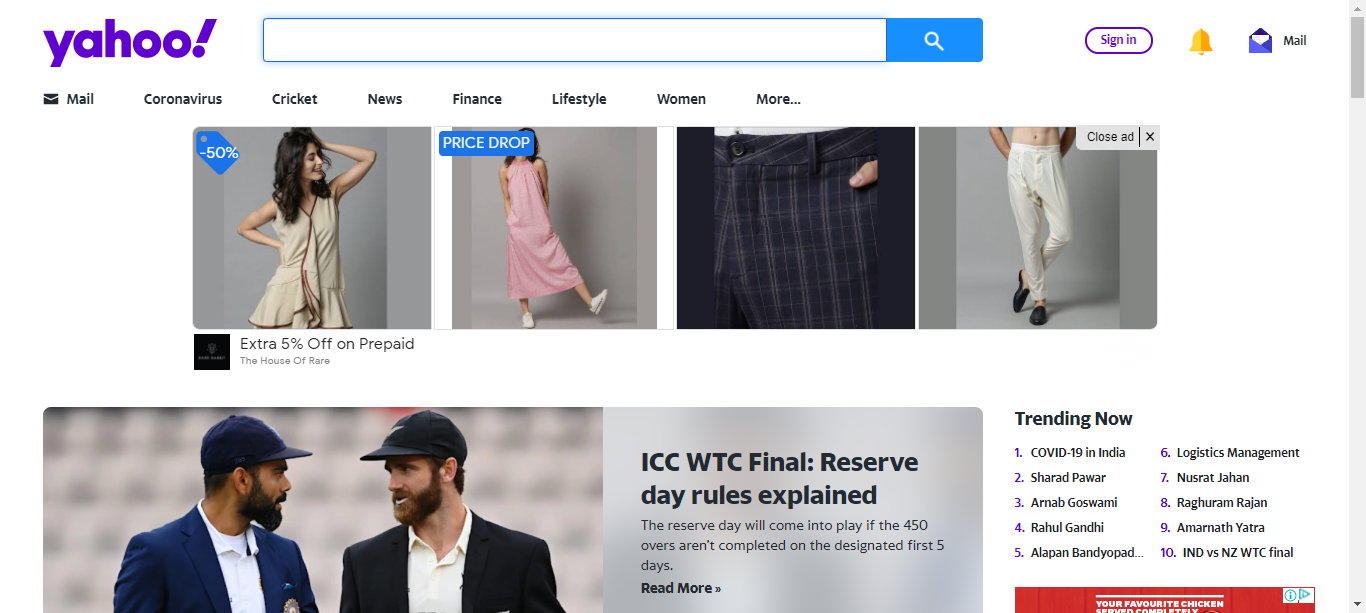 yahoo!
Sign in
Mail
Mail
Coronavirus
Cricket
News
Finance
Lifestyle
Women
More...
-50%
PRICE DROP
Close ad
Extra 5% Off on Prepaid
The House Of Rare
ICC WTC Final: Reserve
day rules explained
The reserve day will come into play if the 450
overs aren't completed on the designated first 5
days.
Read More »
Trending Now
1. COVID-19 in India
2. Sharad Pawar
3. Arnab Goswami
4. Rahul Gandhi
5. Alapan Bandyopad...
6. Logistics Management
7. Nusrat Jahan
8. Raghuram Rajan
9. Amarnath Yatra
10. IND vs NZ WTC final
YOUR FAVOURITE CHICKEN
SERVED COMPLETELY